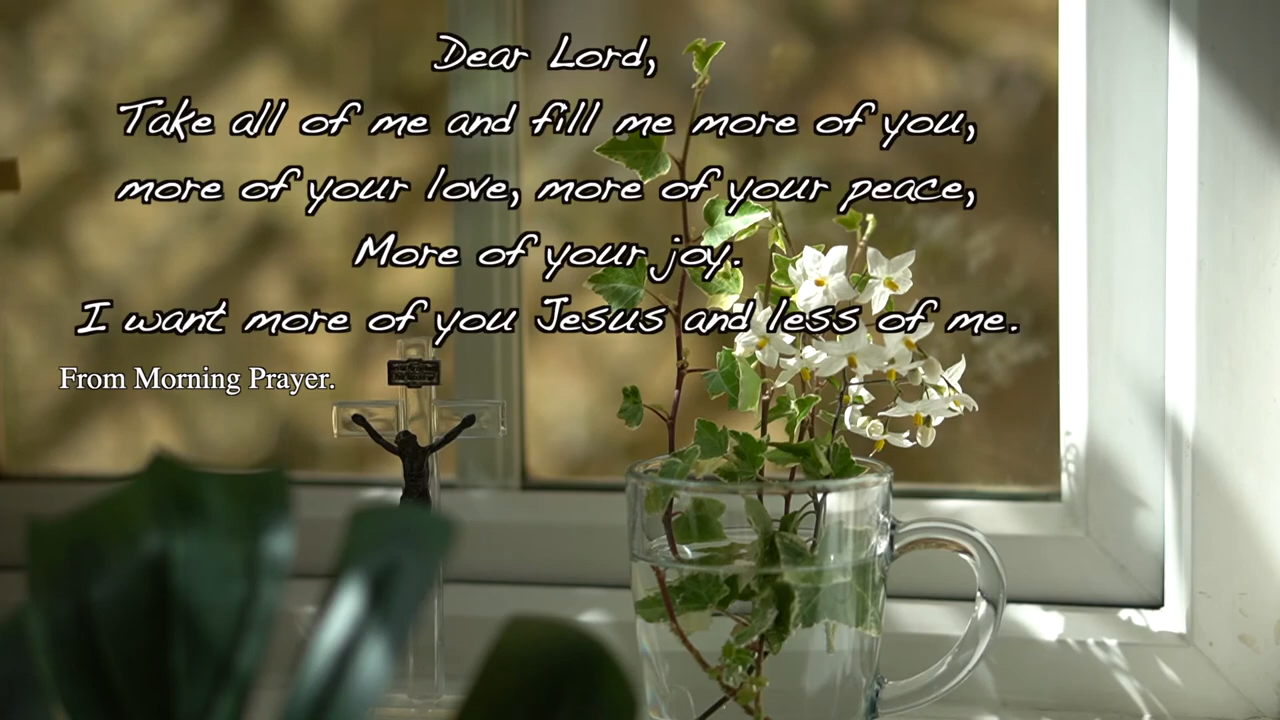 Dear Lord,
Take all of me and fill me more of you,
more of your love, more of your peace,
More of your joy.
I want more of you Jesus and less of me.
From Morning Prayer.